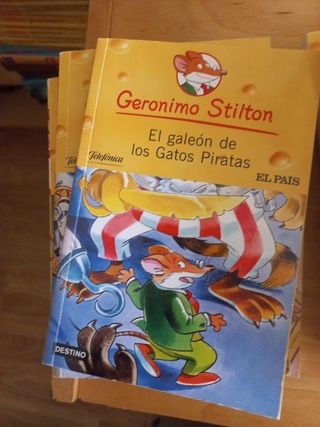 Geronimo Stilton
El galeón de
los Gatos Piratas
Telefónica
EL PAÍS
DESTINO